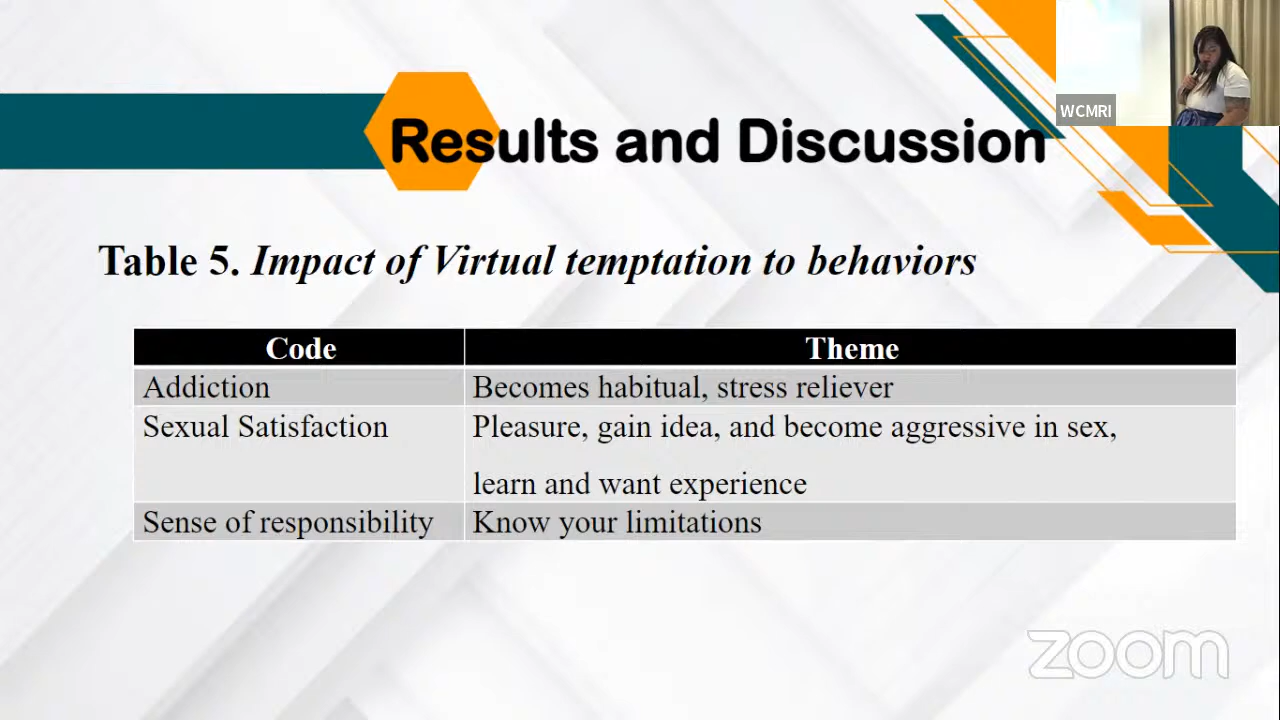 WCMRI
Results and Discussion
Table 5. Impact of Virtual temptation to behaviors
Code Theme
Addiction Becomes habitual, stress reliever
Sexual Satisfaction Pleasure, gain idea, and become aggressive in sex,
learn and want experience
Sense of responsibility Know your limitations
zoom